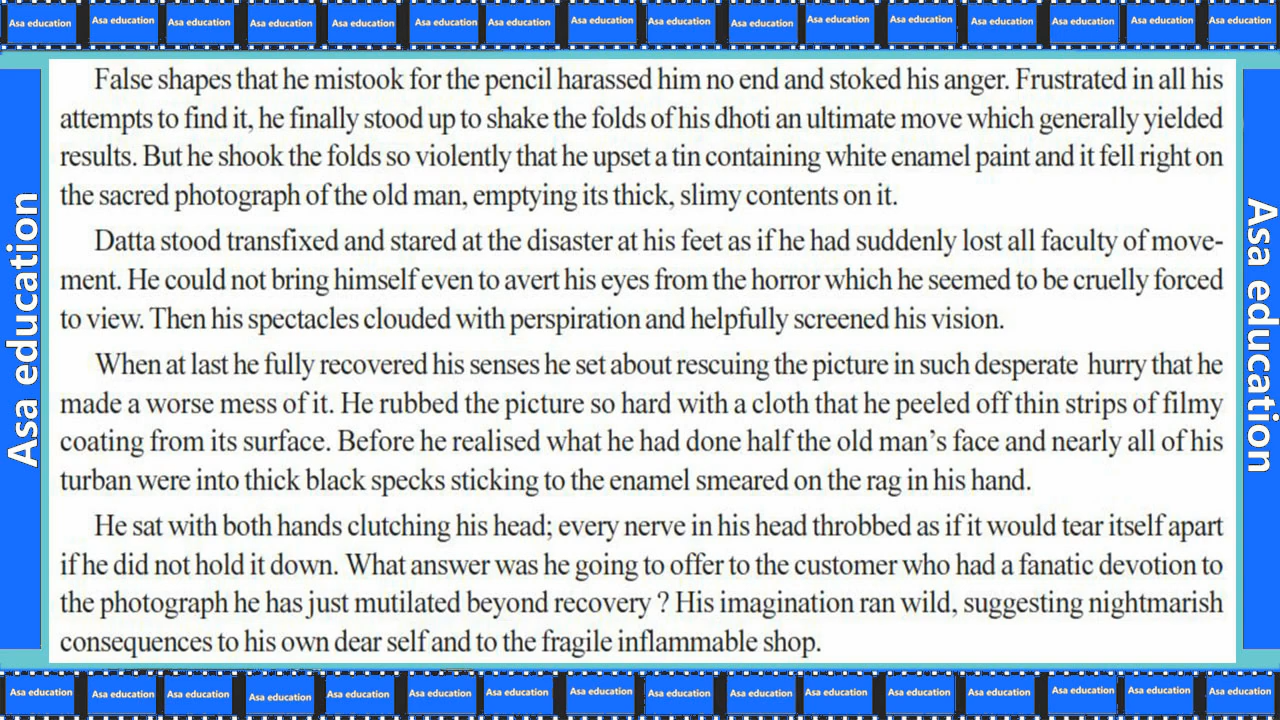 Asa education Asa education Asa education Asa education Asa education Asa education Asa education Asa education Asa education Asa education Asa education Asa education Asa education Asa education Asa education Asa education
Asa education
False shapes that he mistook for the pencil harassed him no end and stoked his anger. Frustrated in all his
attempts to find it, he finally stood up to shake the folds of his dhoti an ultimate move which generally yielded
results. But he shook the folds so violently that he upset a tin containing white enamel paint and it fell right on
the sacred photograph of the old man, emptying its thick, slimy contents on it.
Datta stood transfixed and stared at the disaster at his feet as if he had suddenly lost all faculty of move-
ment. He could not bring himself even to avert his eyes from the horror which he seemed to be cruelly forced
to view. Then his spectacles clouded with perspiration and helpfully screened his vision.
When at last he fully recovered his senses he set about rescuing the picture in such desperate hurry that he
made a worse mess of it. He rubbed the picture so hard with a cloth that he peeled off thin strips of filmy
coating from its surface. Before he realised what he had done half the old man's face and nearly all of his
turban were into thick black specks sticking to the enamel smeared on the rag in his hand.
He sat with both hands clutching his head; every nerve in his head throbbed as if it would tear itself apart
if he did not hold it down. What answer was he going to offer to the customer who had a fanatic devotion to
the photograph he has just mutilated beyond recovery ? His imagination ran wild, suggesting nightmarish
consequences to his own dear self and to the fragile inflammable shop.
Asa education
Asa education Asa education Asa education Asa education Asa education Asa education Asa education Asa education Asa education Asa education Asa education Asa education Asa education Asa education Asa education Asa education